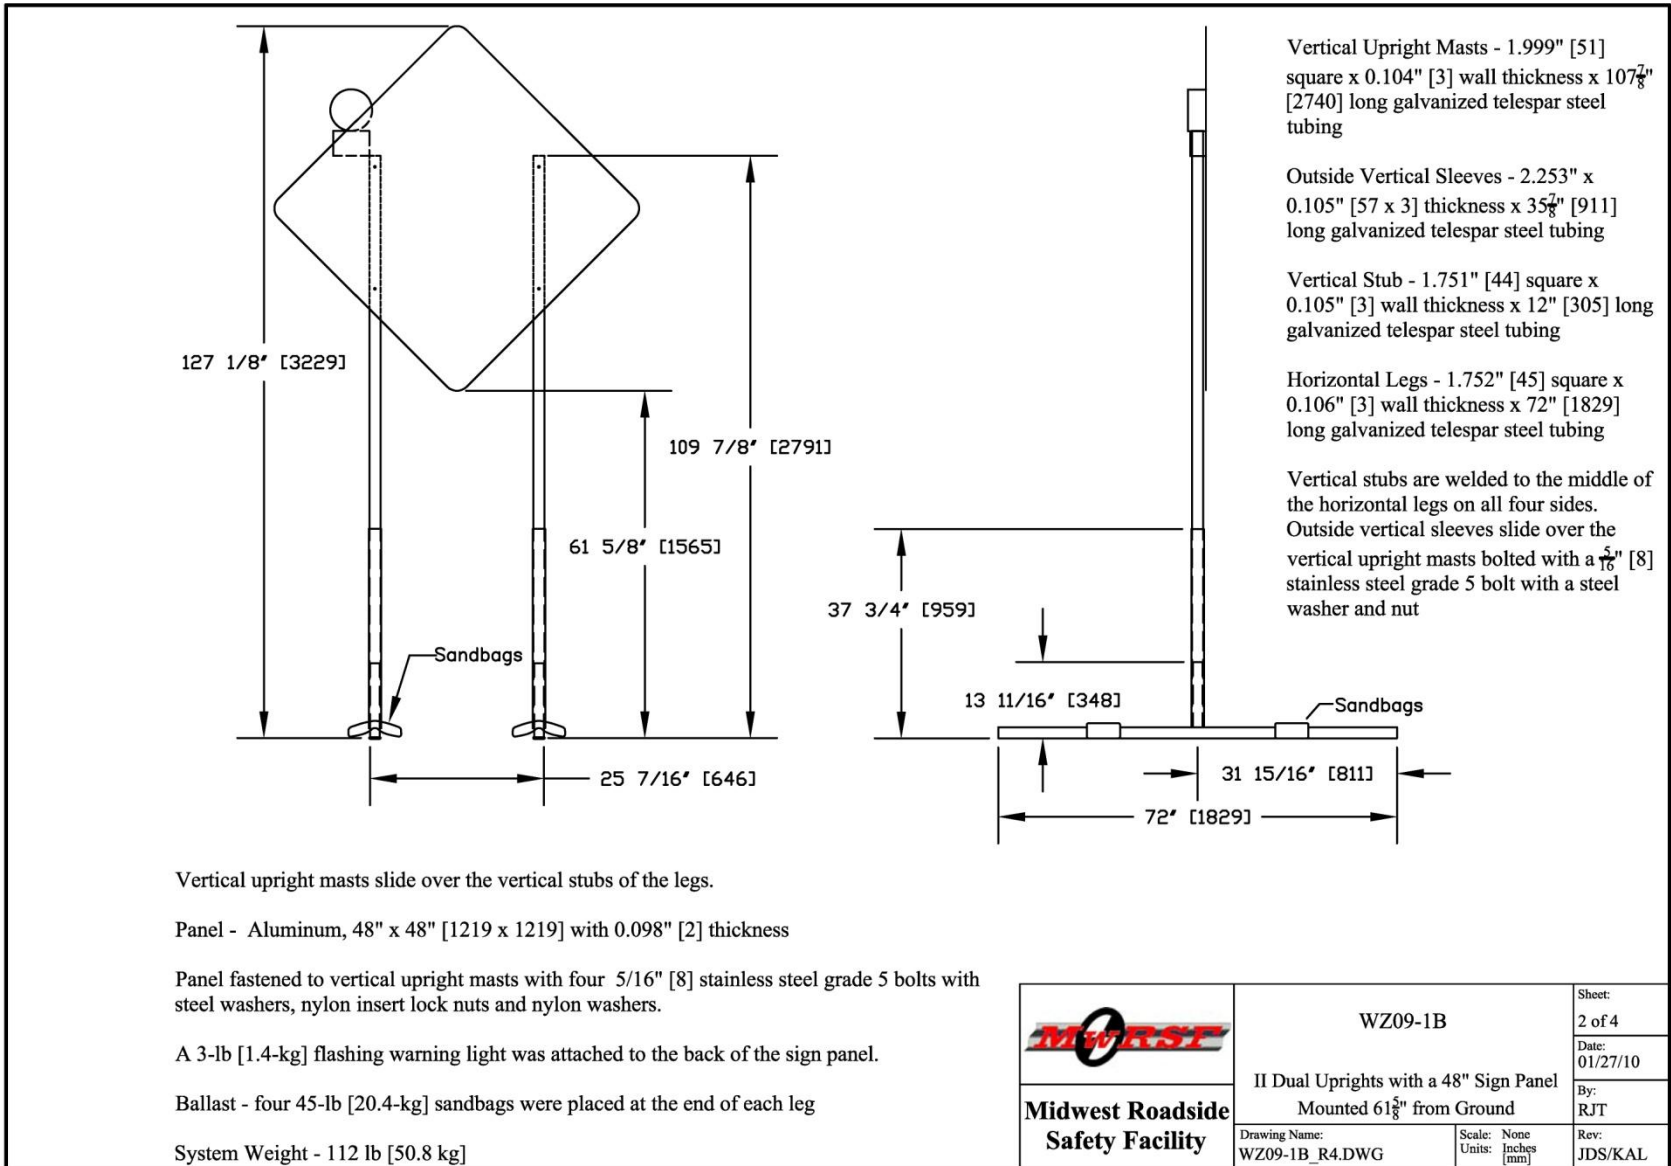 Vertical Upright Masts - 1.999" [51]
square x 0.104" [3] wall thickness x 107⅞"
[2740] long galvanized telespar steel
tubing
Outside Vertical Sleeves - 2.253" x
0.105" [57 x 3] thickness x 35⅞" [911]
long galvanized telespar steel tubing
Vertical Stub - 1.751" [44] square x
0.105" [3] wall thickness x 12" [305] long
galvanized telespar steel tubing
Horizontal Legs - 1.752" [45] square x
0.106" [3] wall thickness x 72" [1829]
long galvanized telespar steel tubing
Vertical stubs are welded to the middle of
the horizontal legs on all four sides.
Outside vertical sleeves slide over the
vertical upright masts bolted with a 5/16" [8]
stainless steel grade 5 bolt with a steel
washer and nut
127 1/8" [3229]
109 7/8" [2791]
61 5/8" [1565]
Sandbags
25 7/16" [646]
37 3/4" [959]
13 11/16" [348]
Sandbags
31 15/16" [811]
72" [1829]
Vertical upright masts slide over the vertical stubs of the legs.
Panel - Aluminum, 48" x 48" [1219 x 1219] with 0.098" [2] thickness
Panel fastened to vertical upright masts with four 5/16" [8] stainless steel grade 5 bolts with
steel washers, nylon insert lock nuts and nylon washers.
A 3-lb [1.4-kg] flashing warning light was attached to the back of the sign panel.
Ballast - four 45-lb [20.4-kg] sandbags were placed at the end of each leg
System Weight - 112 lb [50.8 kg]
MWRSF
Midwest Roadside
Safety Facility
WZ09-1B
II Dual Uprights with a 48" Sign Panel
Mounted 61⅝" from Ground
Drawing Name:
WZ09-1B_R4.DWG
Scale: None
Units: Inches
[mm]
Sheet:
2 of 4
Date:
01/27/10
By:
RJT
Rev:
JDS/KAL